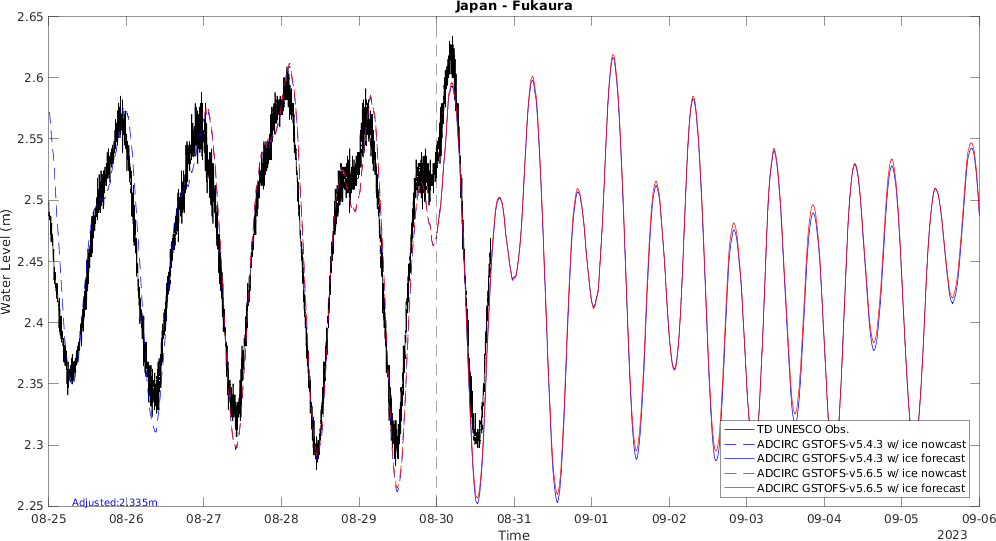 Japan - Fukaura
2.65
2.6
2.55
2.5
2.45
2.4
2.35
2.3
2.25
Water Level (m)
Adjusted:2.335m
TD UNESCO Obs.
ADCIRC GSTOFS-v5.4.3 w/ ice nowcast
ADCIRC GSTOFS-v5.4.3 w/ ice forecast
ADCIRC GSTOFS-v5.6.5 w/ ice nowcast
ADCIRC GSTOFS-v5.6.5 w/ ice forecast
08-25 08-26 08-27 08-28 08-29 08-30 08-31 09-01 09-02 09-03 09-04 09-05 09-06
Time
2023